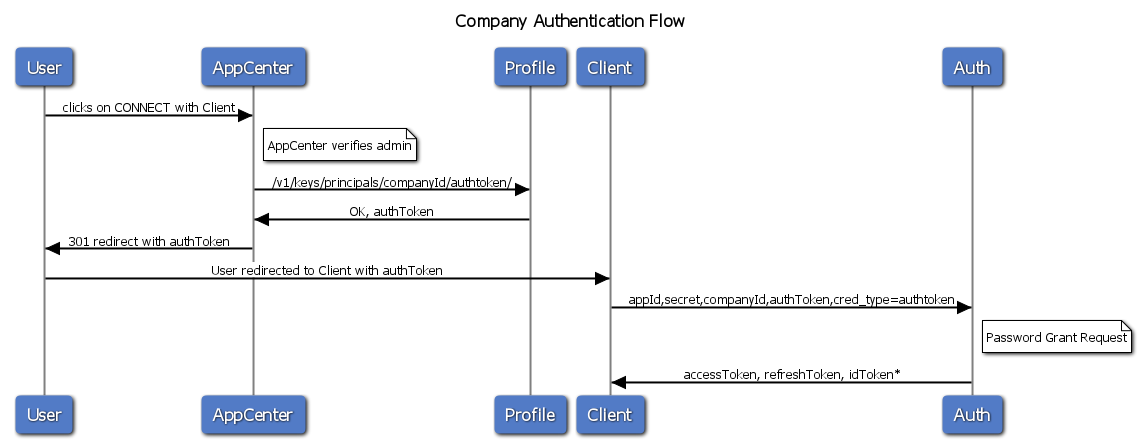 Company Authentication Flow
User
AppCenter
Profile
Client
Auth
clicks on CONNECT with Client
AppCenter verifies admin
/v1/keys/principals/companyId/authtoken/
OK, authToken
301 redirect with authToken
User redirected to Client with authToken
appId,secret,companyId,authToken,cred_type=authtoken
Password Grant Request
accessToken, refreshToken, idToken*
User
AppCenter
Profile
Client
Auth